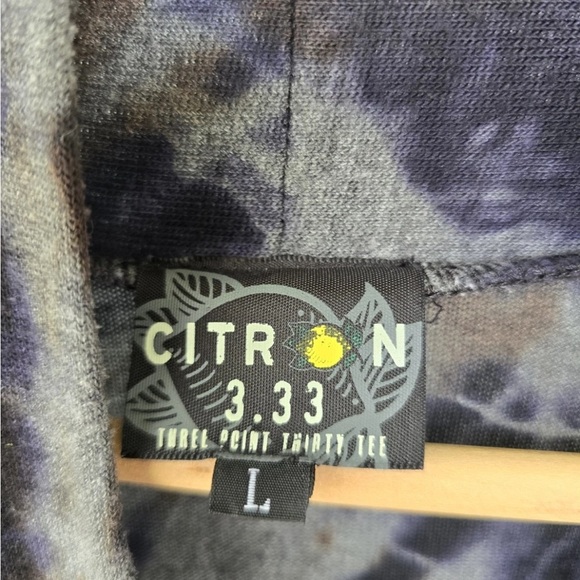 CITRON
3.33
THREE POINT THIRTY TEE
L